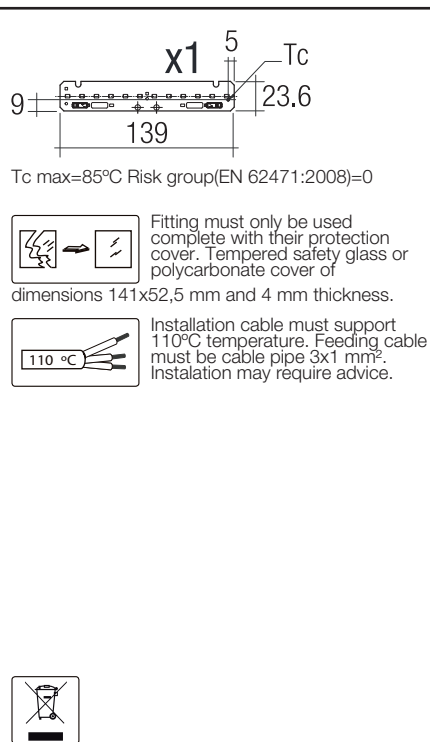 x1
5
Tc
9
23.6
139
Tc max=85ºC Risk group(EN 62471:2008)=0
Fitting must only be used
complete with their protection
cover. Tempered safety glass or
polycarbonate cover of
dimensions 141x52,5 mm and 4 mm thickness.
110 ºC
Installation cable must support
110ºC temperature. Feeding cable
must be cable pipe 3x1 mm².
Instalation may require advice.